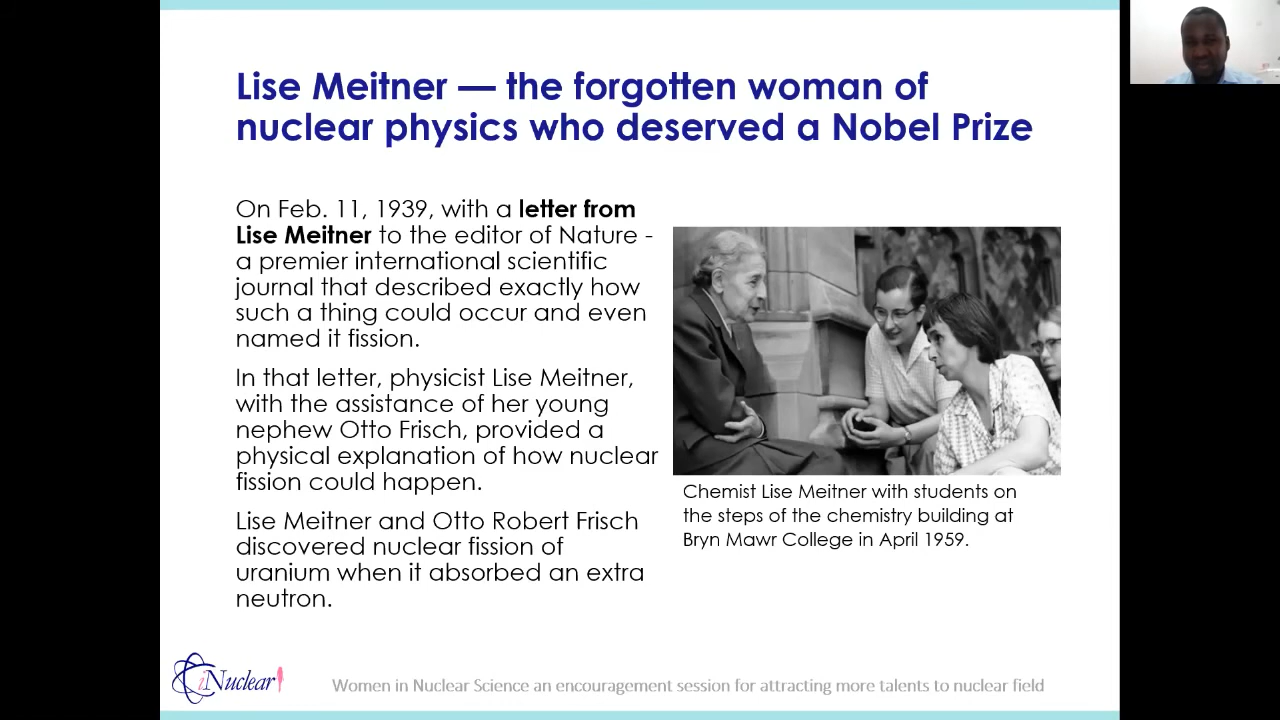 Lise Meitner — the forgotten woman of
nuclear physics who deserved a Nobel Prize
On Feb. 11, 1939, with a letter from
Lise Meitner to the editor of Nature -
a premier international scientific
journal that described exactly how
such a thing could occur and even
named it fission.
In that letter, physicist Lise Meitner,
with the assistance of her young
nephew Otto Frisch, provided a
physical explanation of how nuclear
fission could happen.
Lise Meitner and Otto Robert Frisch
discovered nuclear fission of
uranium when it absorbed an extra
neutron.
Chemist Lise Meitner with students on
the steps of the chemistry building at
Bryn Mawr College in April 1959.
iNuclear
Women in Nuclear Science an encouragement session for attracting more talents to nuclear field